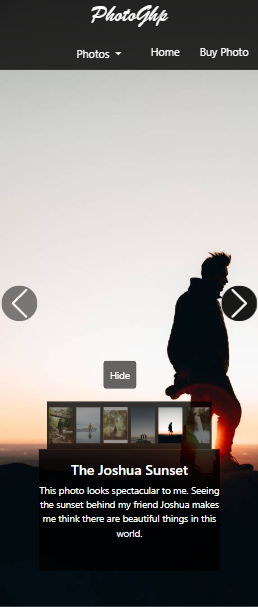 PhotoGhp
Photos Home Buy Photo
Hide
The Joshua Sunset
This photo looks spectacular to me. Seeing
the sunset behind my friend Joshua makes
me think there are beautiful things in this
world.